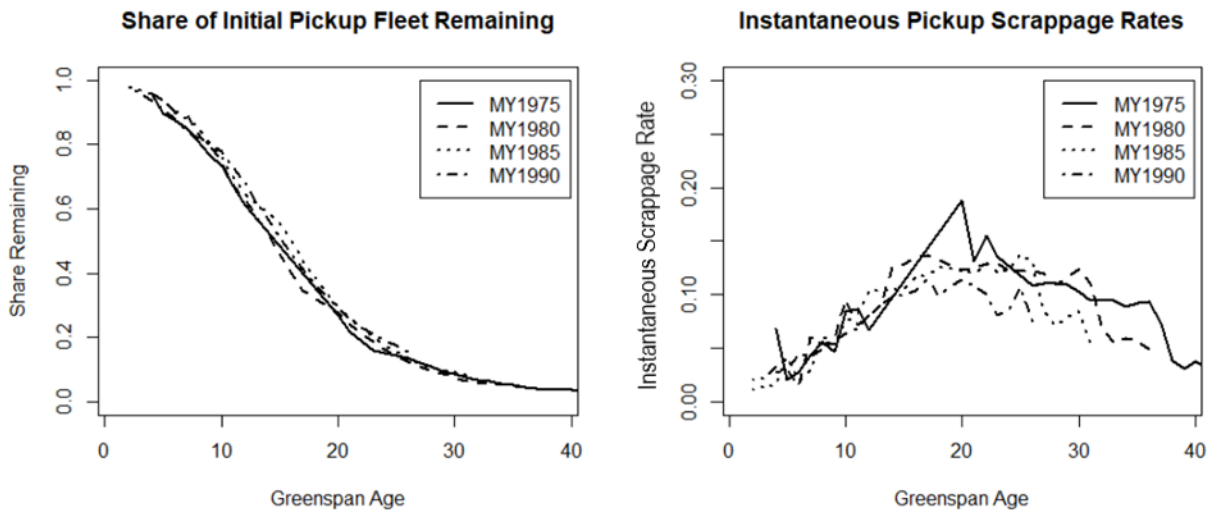 Share of Initial Pickup Fleet Remaining
Share Remaining
0.0
0.2
0.4
0.6
0.8
1.0
MY1975
MY1980
MY1985
MY1990
0
10
20
30
40
Greenspan Age
Instantaneous Pickup Scrappage Rates
Instantaneous Scrappage Rate
0.00
0.10
0.20
0.30
MY1975
MY1980
MY1985
MY1990
0
10
20
30
40
Greenspan Age